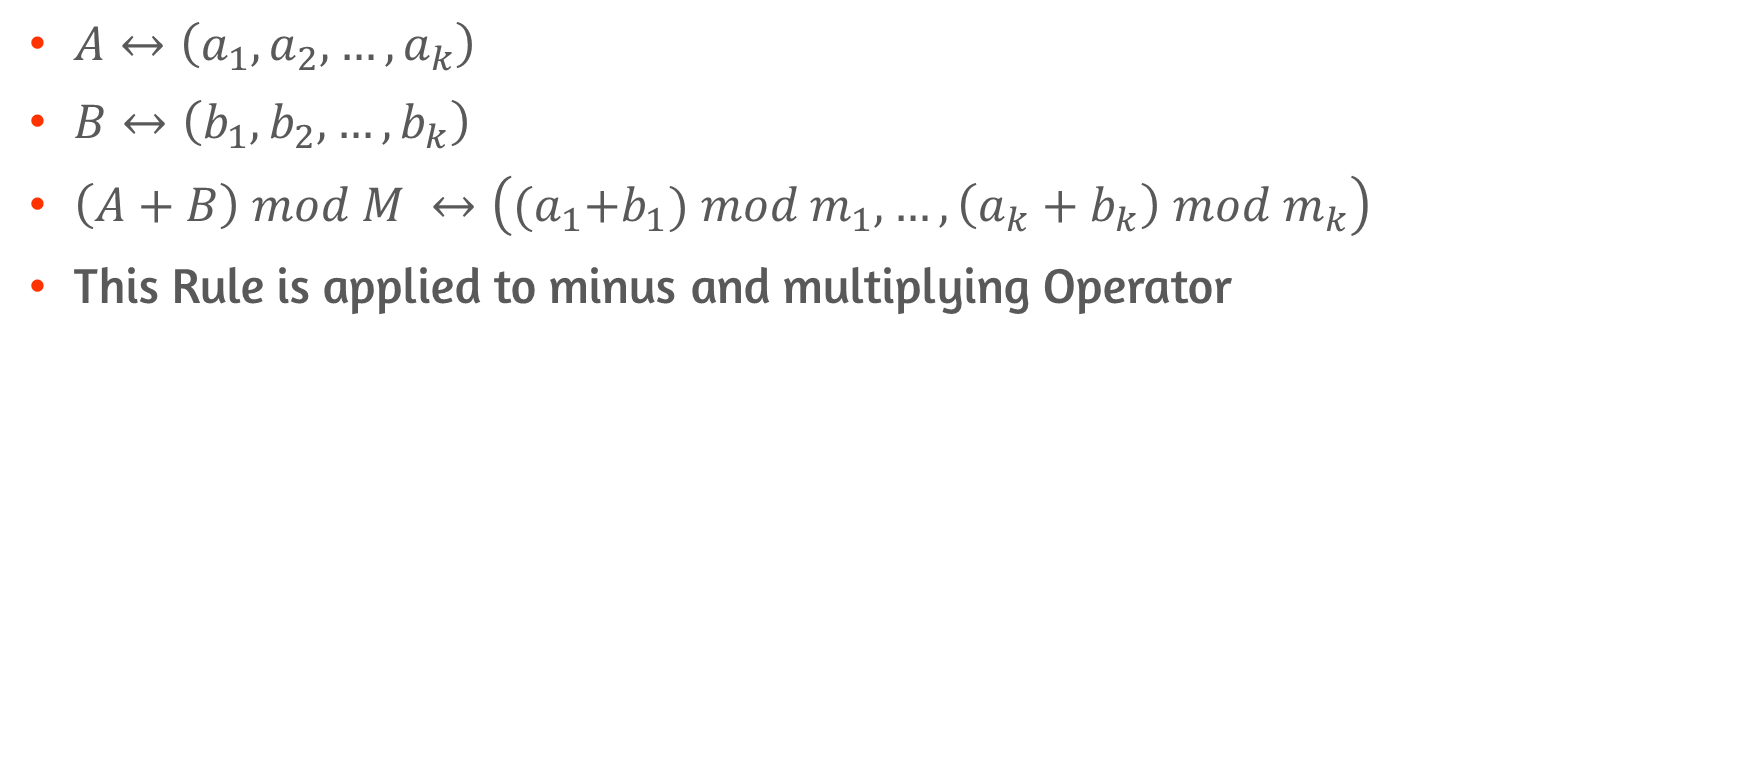 • A ↔ (a₁, a₂, … , aₖ)
• B ↔ (b₁, b₂, … , bₖ)
• (A + B) mod M ↔ ((a₁+b₁) mod m₁, … , (aₖ + bₖ) mod mₖ)
• This Rule is applied to minus and multiplying Operator